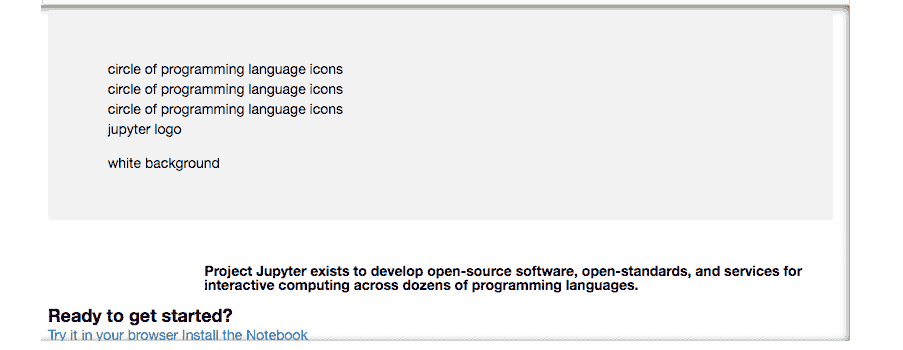 circle of programming language icons
circle of programming language icons
circle of programming language icons
jupyter logo
white background
Project Jupyter exists to develop open-source software, open-standards, and services for
interactive computing across dozens of programming languages.
Ready to get started?
Try it in your browser Install the Notebook